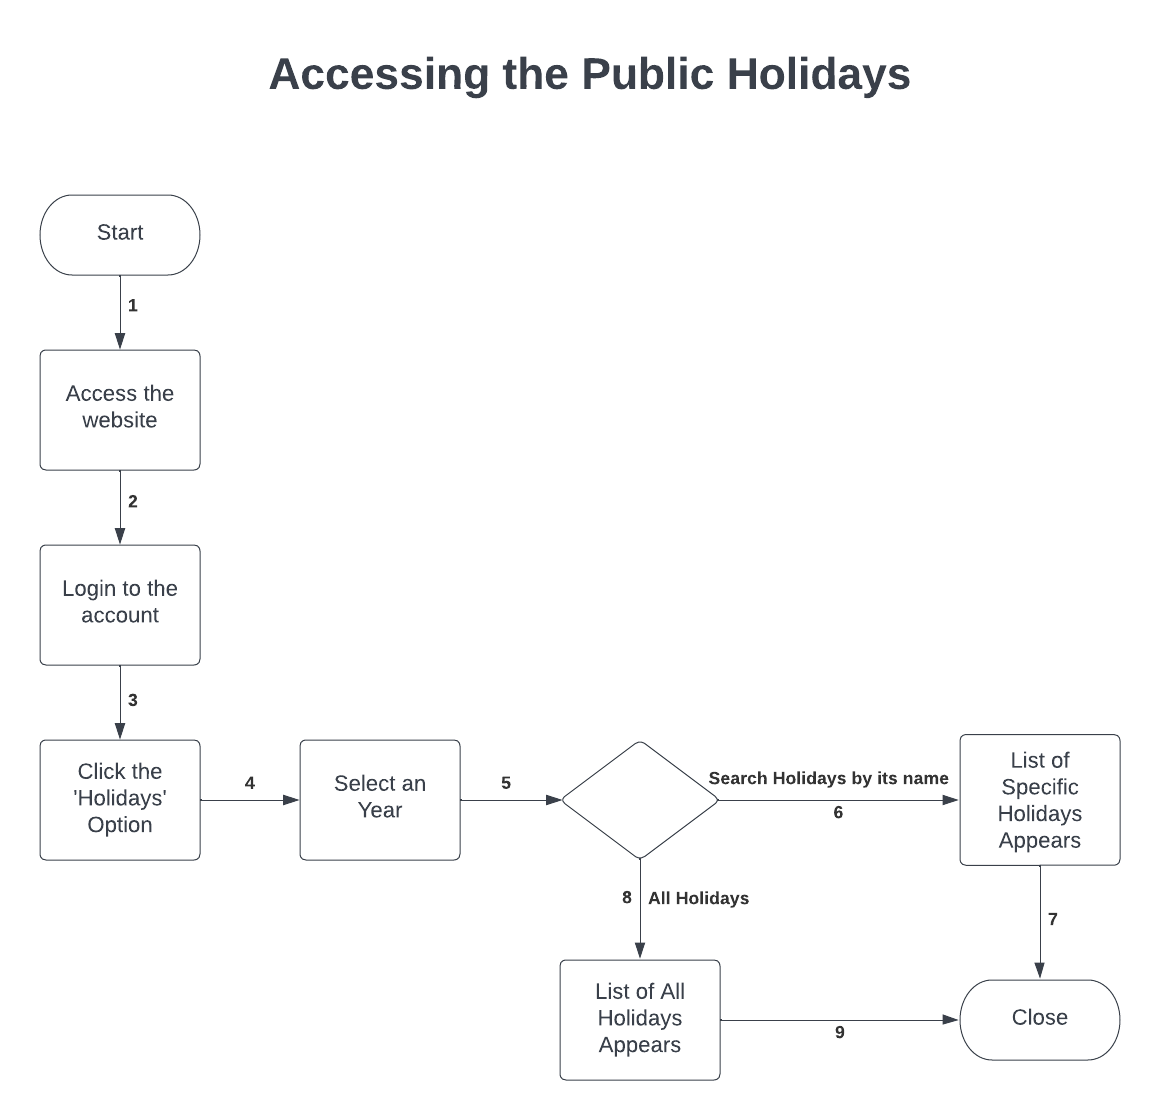 Accessing the Public Holidays
Start
1
Access the
website
2
Login to the
account
3
Click the
'Holidays'
Option
4
Select an
Year
5
Search Holidays by its name
6
List of
Specific
Holidays
Appears
7
8 All Holidays
List of All
Holidays
Appears
9
Close